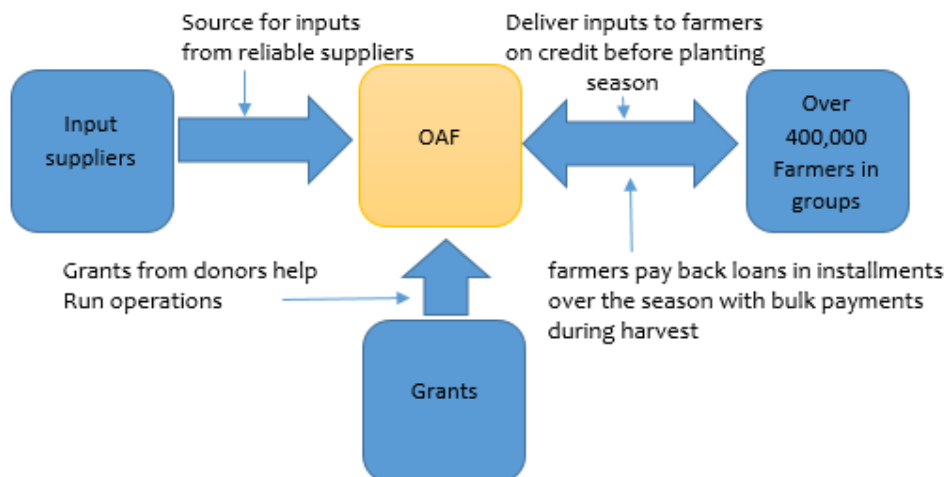 Source for inputs
from reliable suppliers
Deliver inputs to farmers
on credit before planting
season
Input
suppliers
OAF
Over
400,000
Farmers in
groups
Grants from donors help
Run operations
farmers pay back loans in installments
over the season with bulk payments
during harvest
Grants